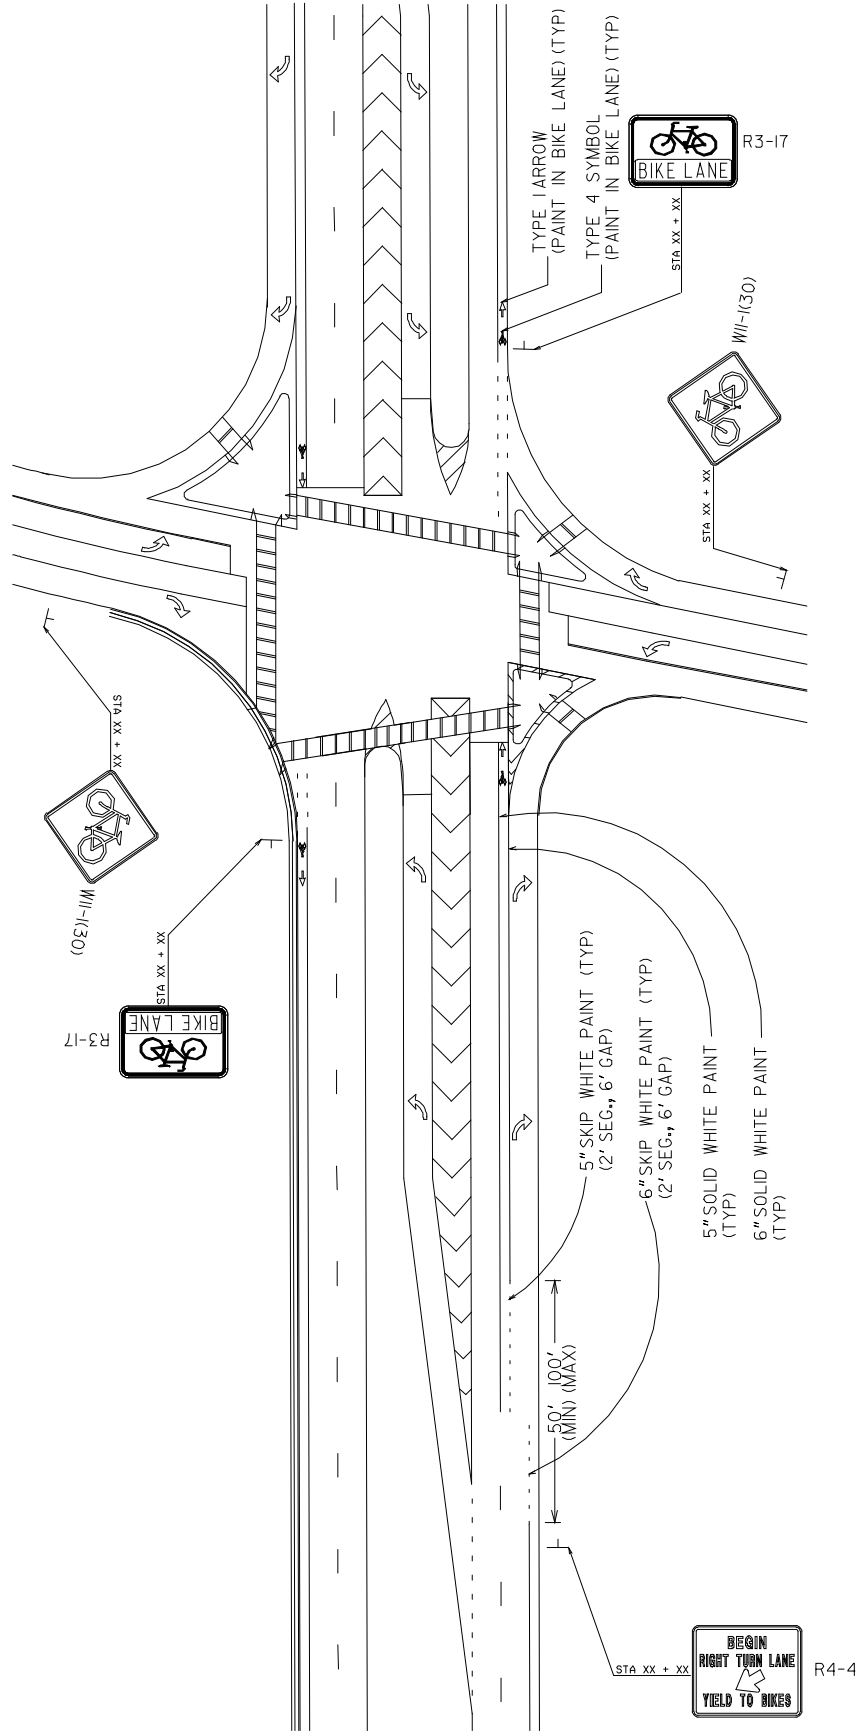 TYPE 1 ARROW
(PAINT IN BIKE LANE) (TYP)
TYPE 4 SYMBOL
(PAINT IN BIKE LANE) (TYP)
BIKE LANE
R3-17
STA XX + XX
W11-1(30)
STA XX + XX
STA XX + XX
W11-1(30)
STA XX + XX
BIKE LANE
R3-17
5" SKIP WHITE PAINT (TYP)
(2' SEG., 6' GAP)
6" SKIP WHITE PAINT (TYP)
(2' SEG., 6' GAP)
5" SOLID WHITE PAINT
(TYP)
6" SOLID WHITE PAINT
(TYP)
50' 100'
(MIN) (MAX)
BEGIN
RIGHT TURN LANE
YIELD TO BIKES
R4-4
STA XX + XX